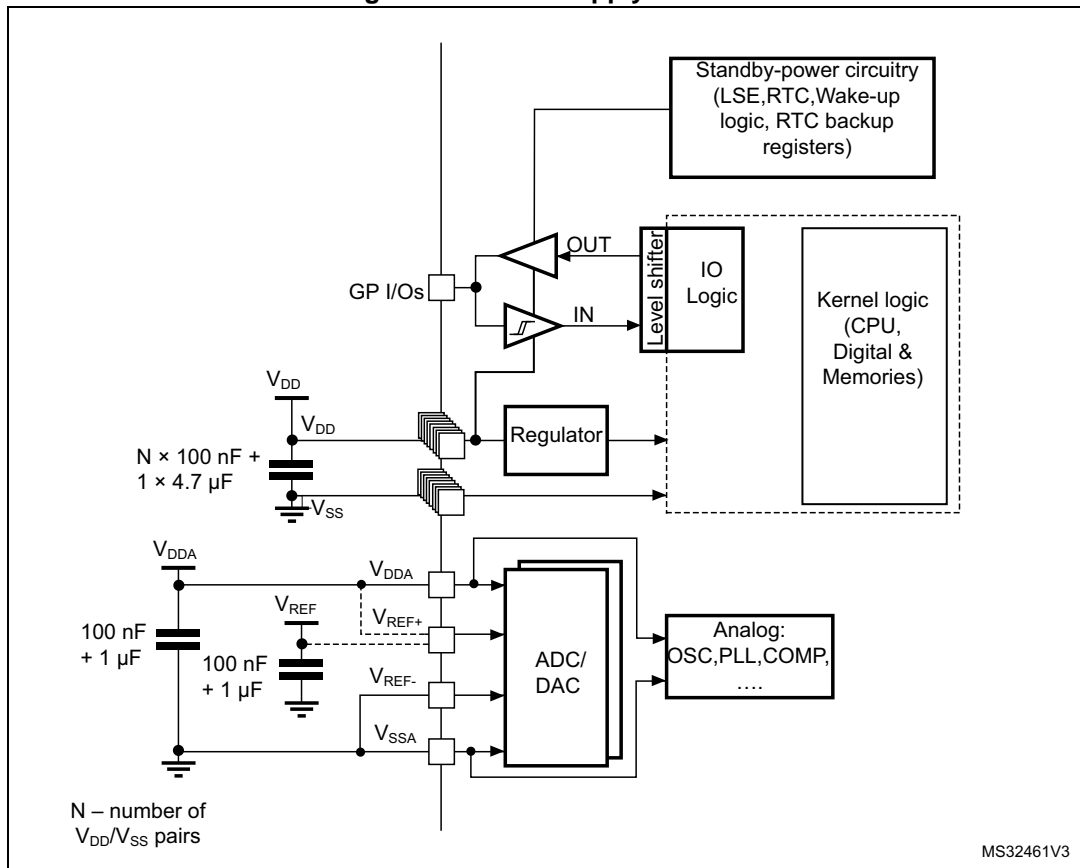 Standby-power circuitry
(LSE,RTC,Wake-up
logic, RTC backup
registers)
OUT
Level shifter
IO
Logic
GP I/Os
IN
Kernel logic
(CPU,
Digital &
Memories)
VDD
VDD
Regulator
N × 100 nF +
1 × 4.7 µF
VSS
VDDA
VDDA
VREF+
VREF
100 nF
+ 1 µF
100 nF
+ 1 µF
VREF-
ADC/
DAC
Analog:
OSC,PLL,COMP,
....
VSSA
N – number of
VDD/VSS pairs
MS32461V3